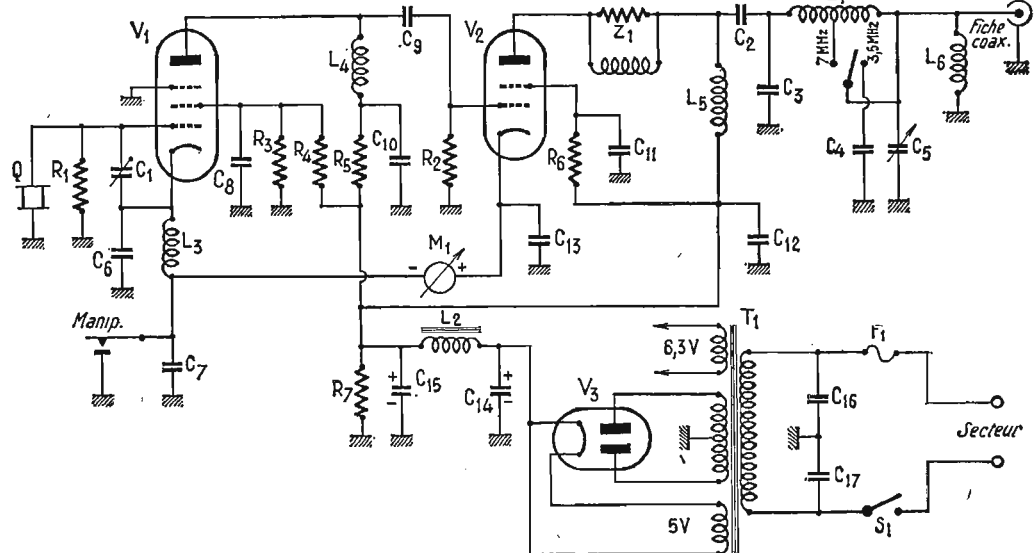 V1
C9
V2
Z1
C2
7MHz
3,5MHz
Fiche
coax.
L4
L6
L5
C3
Q
R1
C1
C8
R3
R4
R5
C10
R2
R6
C11
C4
C5
L3
C6
M1
-
+
C13
C12
Manip.
C7
L2
R7
+
C15
-
+
C14
-
6,3V
T1
F1
V3
C16
Secteur
C17
5V
S1